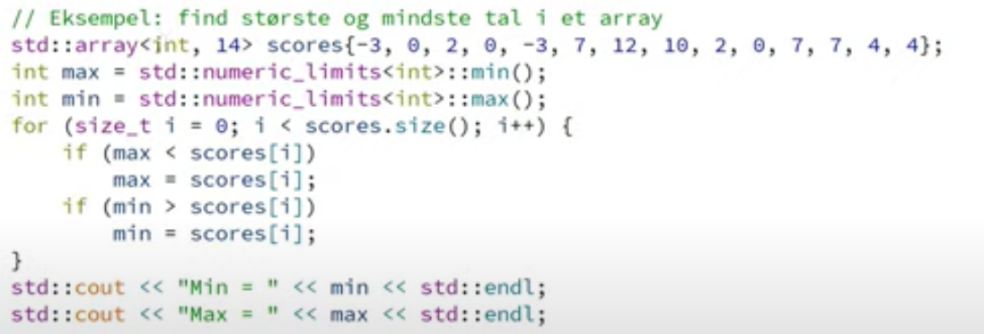 // Eksempel: find største og mindste tal i et array
std::array<int, 14> scores{-3, 0, 2, 0, -3, 7, 12, 10, 2, 0, 7, 7, 4, 4};
int max = std::numeric_limits<int>::min();
int min = std::numeric_limits<int>::max();
for (size_t i = 0; i < scores.size(); i++) {
    if (max < scores[i])
        max = scores[i];
    if (min > scores[i])
        min = scores[i];
}
std::cout << "Min = " << min << std::endl;
std::cout << "Max = " << max << std::endl;